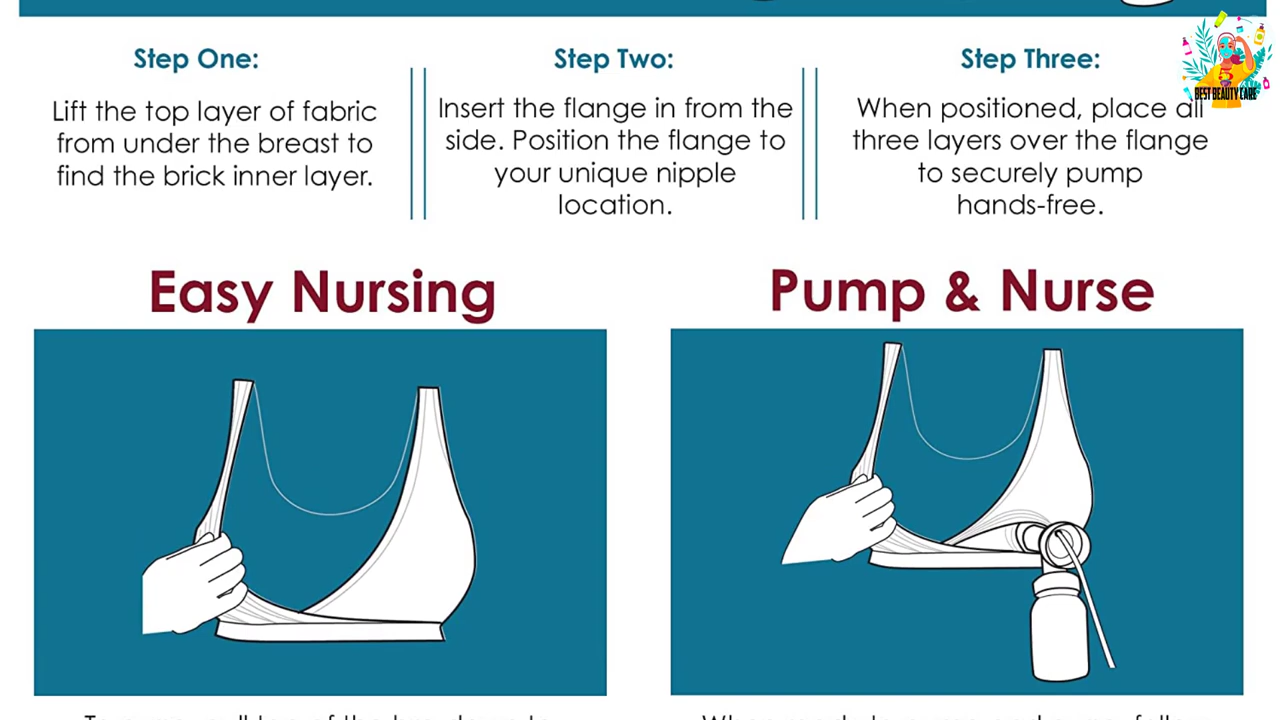 Step One:
Lift the top layer of fabric
from under the breast to
find the brick inner layer.
Step Two:
Insert the flange in from the
side. Position the flange to
your unique nipple
location.
Step Three:
When positioned, place all
three layers over the flange
to securely pump
hands-free.
5
BEST BEAUTY CARE
Easy Nursing
Pump & Nurse